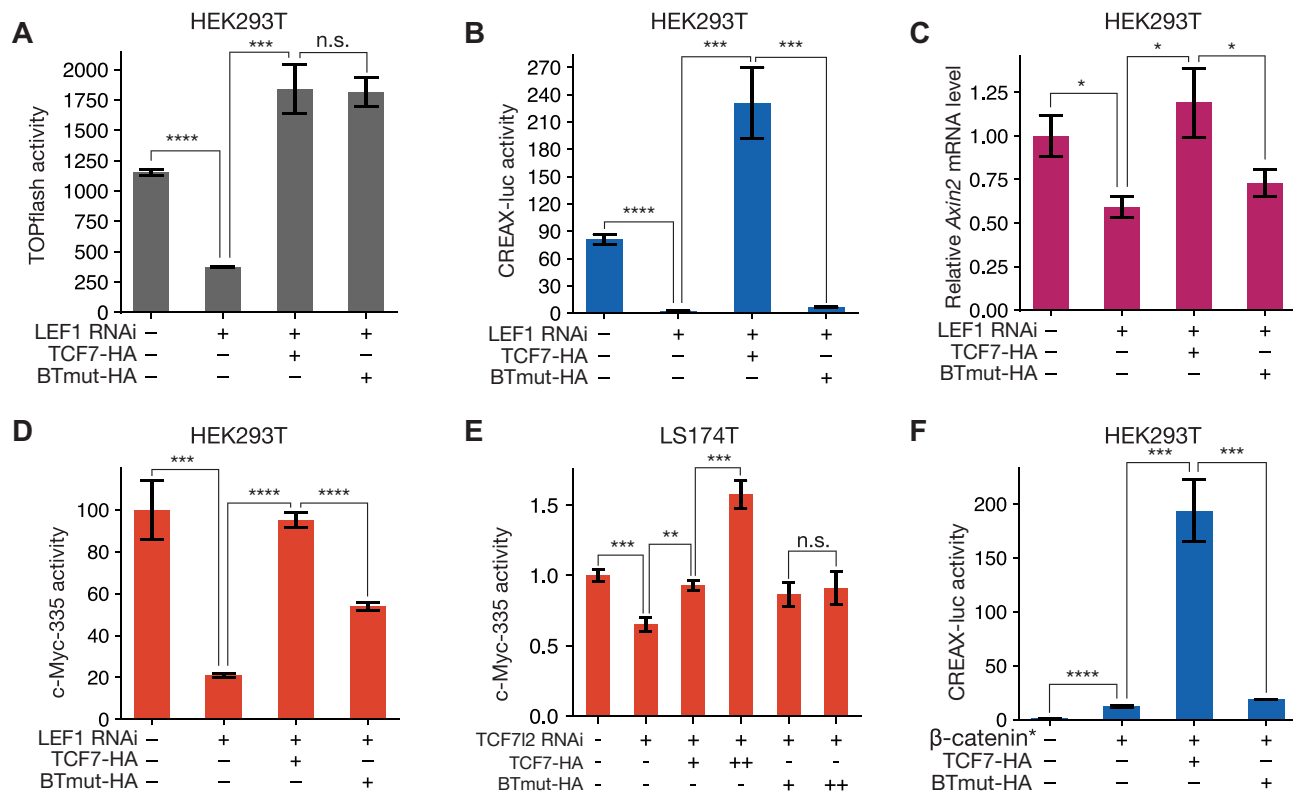 A
HEK293T
TOPflash activity
2000
1750
1500
1250
1000
750
500
250
0
****
***
n.s.
LEF1 RNAi – + + +
TCF7-HA – – + –
BTmut-HA – – – +
B
HEK293T
CREAX-luc activity
270
240
210
180
150
120
90
60
30
0
****
***
***
LEF1 RNAi – + + +
TCF7-HA – – + –
BTmut-HA – – – +
C
HEK293T
Relative Axin2 mRNA level
1.25
1.00
0.75
0.50
0.25
0.00
*
*
*
LEF1 RNAi – + + +
TCF7-HA – – + –
BTmut-HA – – – +
D
HEK293T
c-Myc-335 activity
100
80
60
40
20
0
***
****
****
LEF1 RNAi – + + +
TCF7-HA – – + –
BTmut-HA – – – +
E
LS174T
c-Myc-335 activity
1.5
1.0
0.5
0.0
***
**
***
n.s.
TCF7l2 RNAi - + + + + +
TCF7-HA - - + ++ - -
BTmut-HA - - - - + ++
F
HEK293T
CREAX-luc activity
200
150
100
50
0
****
***
***
β-catenin* – + + +
TCF7-HA – – + –
BTmut-HA – – – +